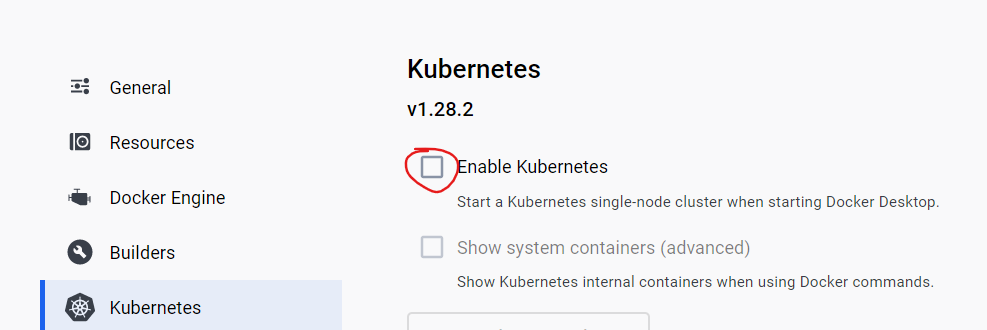 General
Resources
Docker Engine
Builders
Kubernetes
Kubernetes
v1.28.2
Enable Kubernetes
Start a Kubernetes single-node cluster when starting Docker Desktop.
Show system containers (advanced)
Show Kubernetes internal containers when using Docker commands.